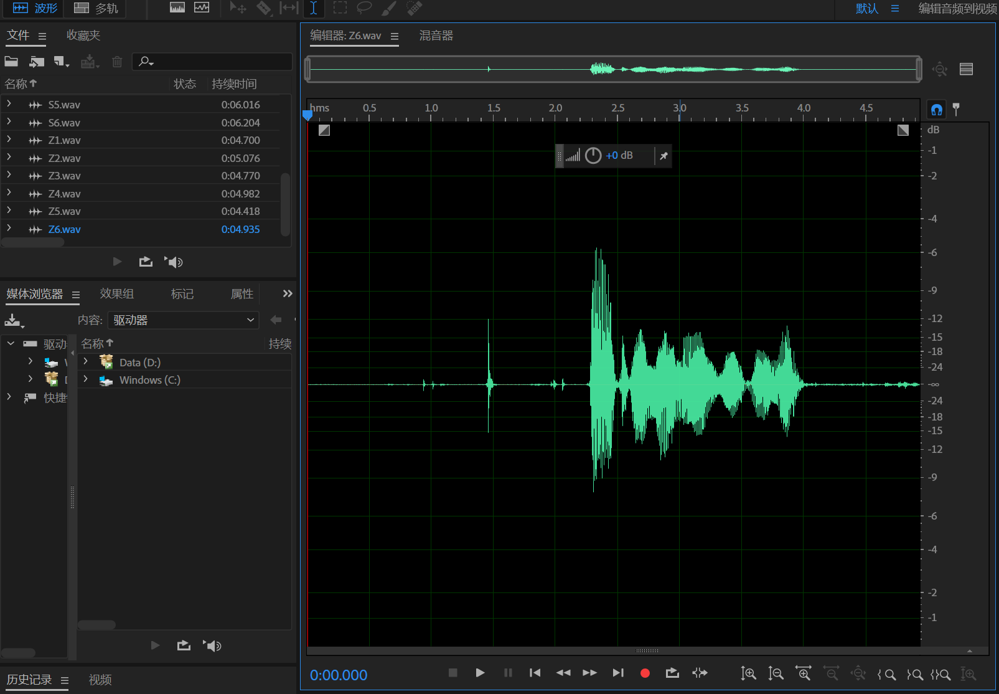 波形 多轨 默认 编辑音频到视频
文件 收藏夹
名称 状态 持续时间
S5.wav 0:06.016
S6.wav 0:06.204
Z1.wav 0:04.700
Z2.wav 0:05.076
Z3.wav 0:04.770
Z4.wav 0:04.982
Z5.wav 0:04.418
Z6.wav 0:04.935
媒体浏览器 效果组 标记 属性
内容: 驱动器
驱动
快捷
名称 持续
Data (D:)
Windows (C:)
历史记录 视频
编辑器: Z6.wav 混音器
hms 0.5 1.0 1.5 2.0 2.5 3.0 3.5 4.0 4.5
+0 dB
dB
-1
-2
-4
-6
-9
-12
-15
-18
-24
-∞
-24
-18
-15
-12
-9
-6
-4
-2
-1
0:00.000